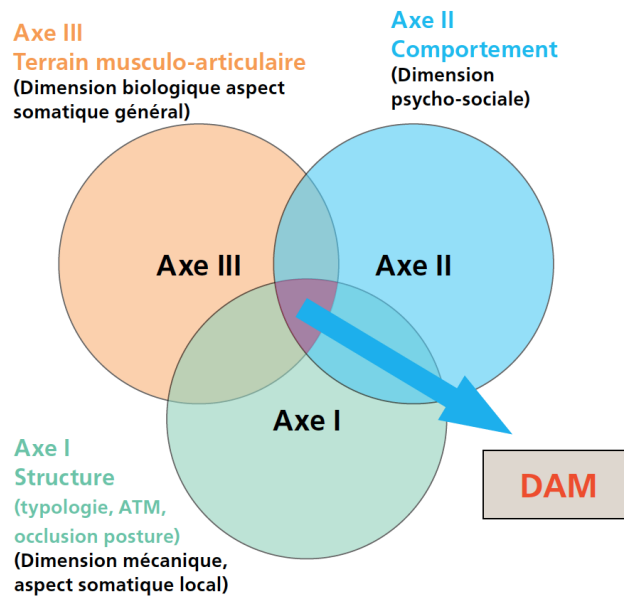 Axe III
Terrain musculo-articulaire
(Dimension biologique aspect
somatique général)
Axe II
Comportement
(Dimension
psycho-sociale)
Axe III
Axe II
Axe I
Axe I
Structure
(typologie, ATM,
occlusion posture)
(Dimension mécanique,
aspect somatique local)
DAM